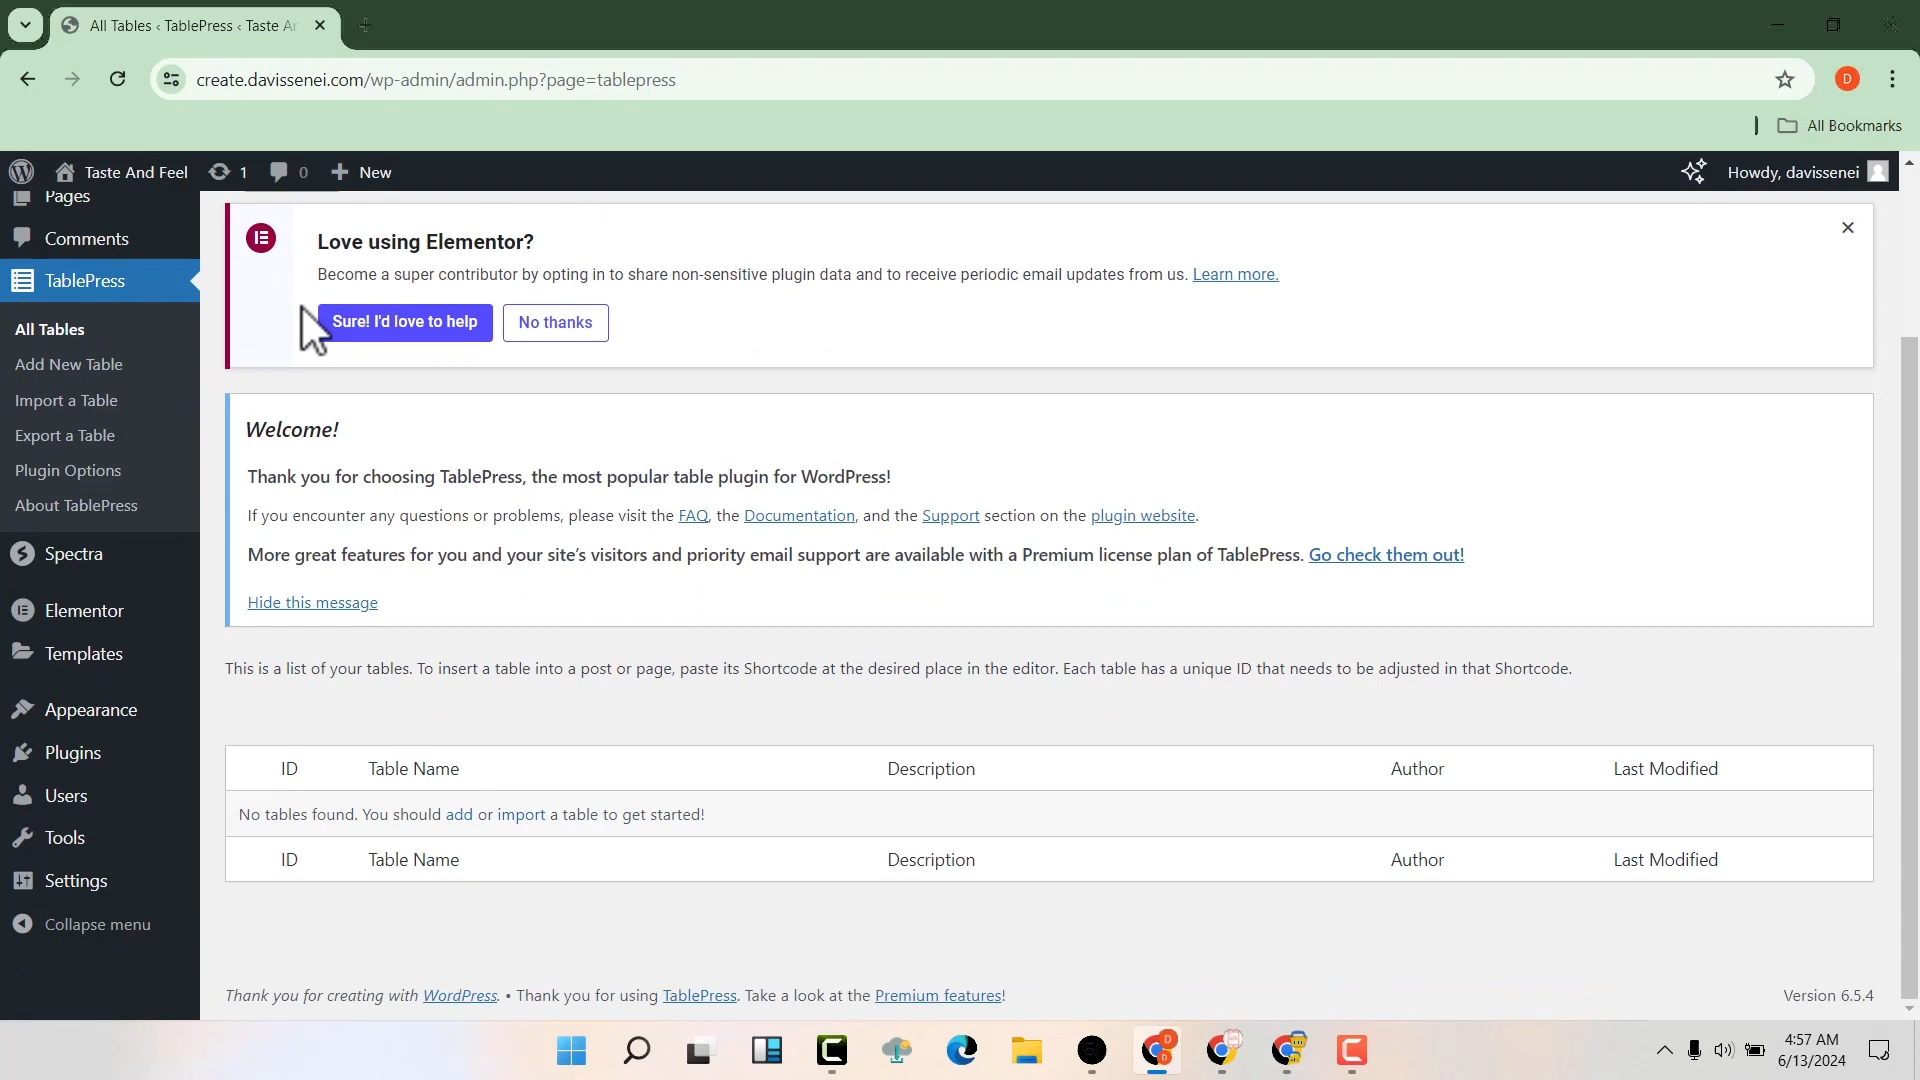 All Tables ‹ TablePress ‹ Taste Ar
create.davissenei.com/wp-admin/admin.php?page=tablepress
D
All Bookmarks
Taste And Feel
1
0
New
Howdy, davissenei
Pages
Comments
TablePress
All Tables
Add New Table
Import a Table
Export a Table
Plugin Options
About TablePress
Spectra
Elementor
Templates
Appearance
Plugins
Users
Tools
Settings
Collapse menu
Love using Elementor?
Become a super contributor by opting in to share non-sensitive plugin data and to receive periodic email updates from us. Learn more.
Sure! I'd love to help
No thanks
Welcome!
Thank you for choosing TablePress, the most popular table plugin for WordPress!
If you encounter any questions or problems, please visit the FAQ, the Documentation, and the Support section on the plugin website.
More great features for you and your site’s visitors and priority email support are available with a Premium license plan of TablePress. Go check them out!
Hide this message
This is a list of your tables. To insert a table into a post or page, paste its Shortcode at the desired place in the editor. Each table has a unique ID that needs to be adjusted in that Shortcode.
ID Table Name Description Author Last Modified
No tables found. You should add or import a table to get started!
ID Table Name Description Author Last Modified
Thank you for creating with WordPress. • Thank you for using TablePress. Take a look at the Premium features!
Version 6.5.4
4:57 AM
6/13/2024